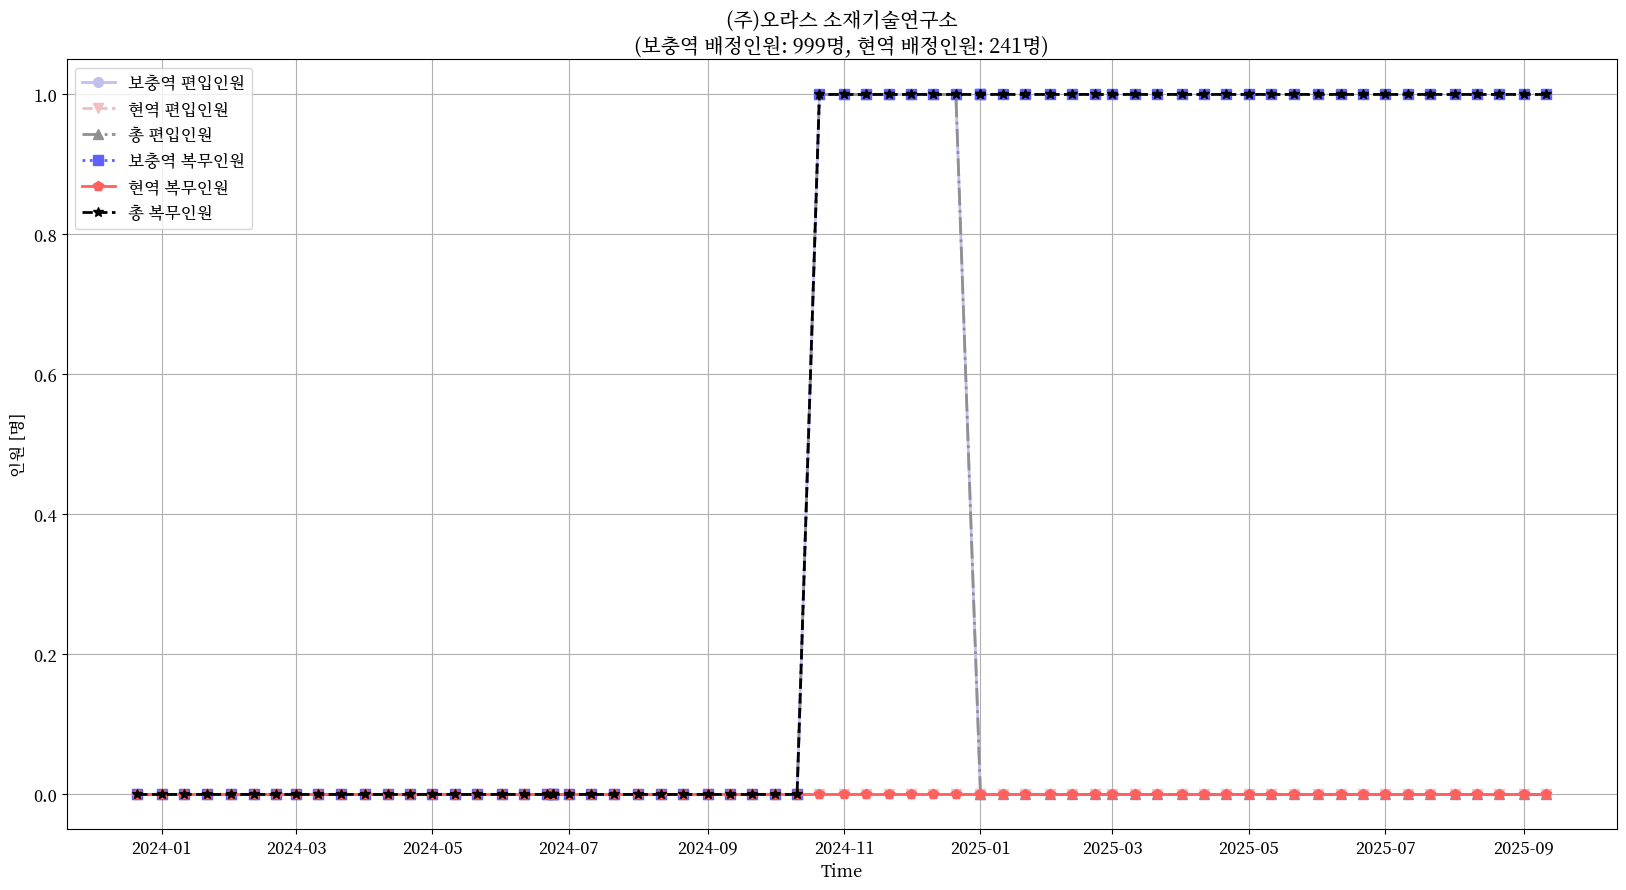 (주)오라스 소재기술연구소
(보충역 배정인원: 999명, 현역 배정인원: 241명)
보충역 편입인원
현역 편입인원
총 편입인원
보충역 복무인원
현역 복무인원
총 복무인원
인원 [명]
1.0
0.8
0.6
0.4
0.2
0.0
2024-01 2024-03 2024-05 2024-07 2024-09 2024-11 2025-01 2025-03 2025-05 2025-07 2025-09
Time